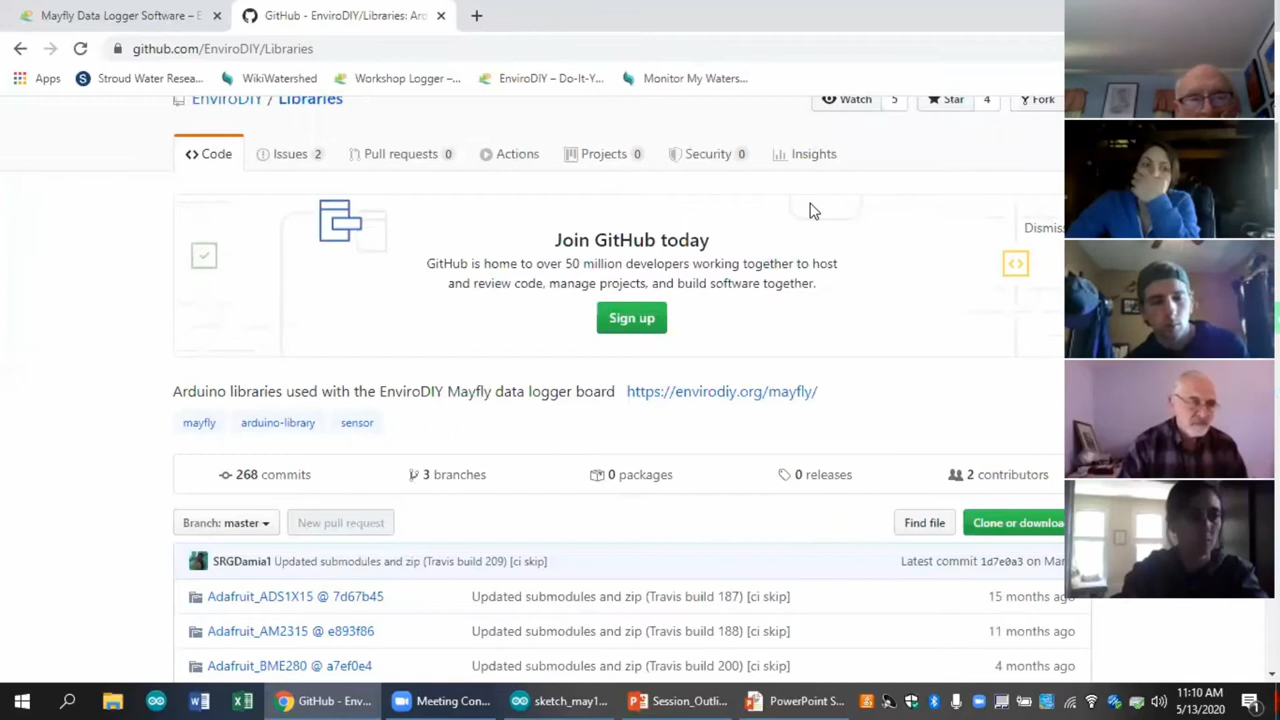 Mayfly Data Logger Software – E
GitHub - EnviroDIY/Libraries: Ar
github.com/EnviroDIY/Libraries
Apps Stroud Water Resea... WikiWatershed Workshop Logger –... EnviroDIY – Do-It-Y... Monitor My Waters...
EnviroDIY / Libraries
Watch 5 Star 4 Fork
Code Issues 2 Pull requests 0 Actions Projects 0 Security 0 Insights
Join GitHub today
Dismiss
GitHub is home to over 50 million developers working together to host
and review code, manage projects, and build software together.
Sign up
Arduino libraries used with the EnviroDIY Mayfly data logger board https://envirodiy.org/mayfly/
mayfly arduino-library sensor
268 commits 3 branches 0 packages 0 releases 2 contributors
Branch: master New pull request Find file Clone or downloa
SRGDamia1 Updated submodules and zip (Travis build 209) [ci skip] Latest commit 1d7e0a3 on Mar
Adafruit_ADS1X15 @ 7d67b45 Updated submodules and zip (Travis build 187) [ci skip] 15 months ago
Adafruit_AM2315 @ e893f86 Updated submodules and zip (Travis build 188) [ci skip] 11 months ago
Adafruit_BME280 @ a7ef0e4 Updated submodules and zip (Travis build 200) [ci skip] 4 months ago
GitHub - Env... Meeting Con... sketch_may1... Session_Outli... PowerPoint S... 11:10 AM
5/13/2020